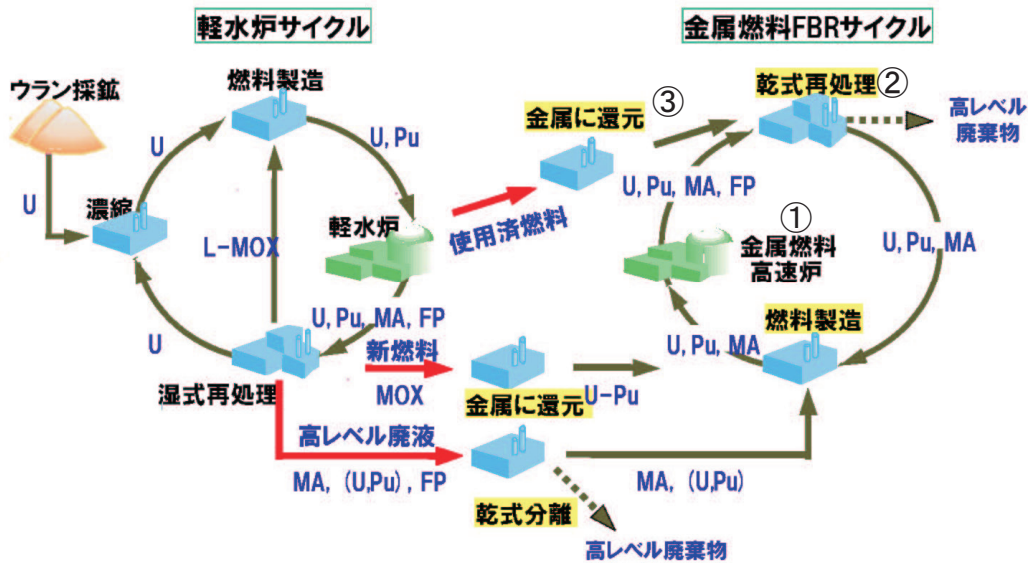 軽水炉サイクル
金属燃料FBRサイクル
ウラン採鉱
燃料製造
金属に還元
③
乾式再処理
②
高レベル
廃棄物
U
U, Pu
U
濃縮
L-MOX
軽水炉
使用済燃料
U, Pu, MA, FP
①
金属燃料
高速炉
U, Pu, MA
U
U, Pu, MA, FP
新燃料
MOX
湿式再処理
金属に還元
U-Pu
U, Pu, MA
燃料製造
高レベル廃液
MA, (U,Pu) , FP
MA, (U,Pu)
乾式分離
高レベル廃棄物